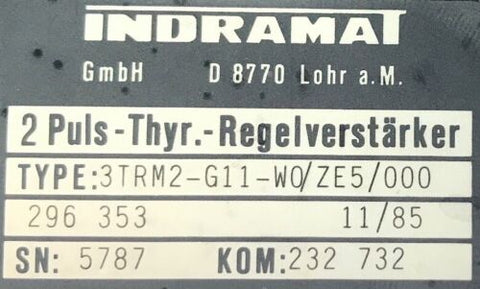 INDRAMAT
GmbH D 8770 Lohr a.M.
2 Puls-Thyr.-Regelverstärker
TYPE:3TRM2-G11-W0/ZE5/000
296 353 11/85
SN: 5787 KOM:232 732